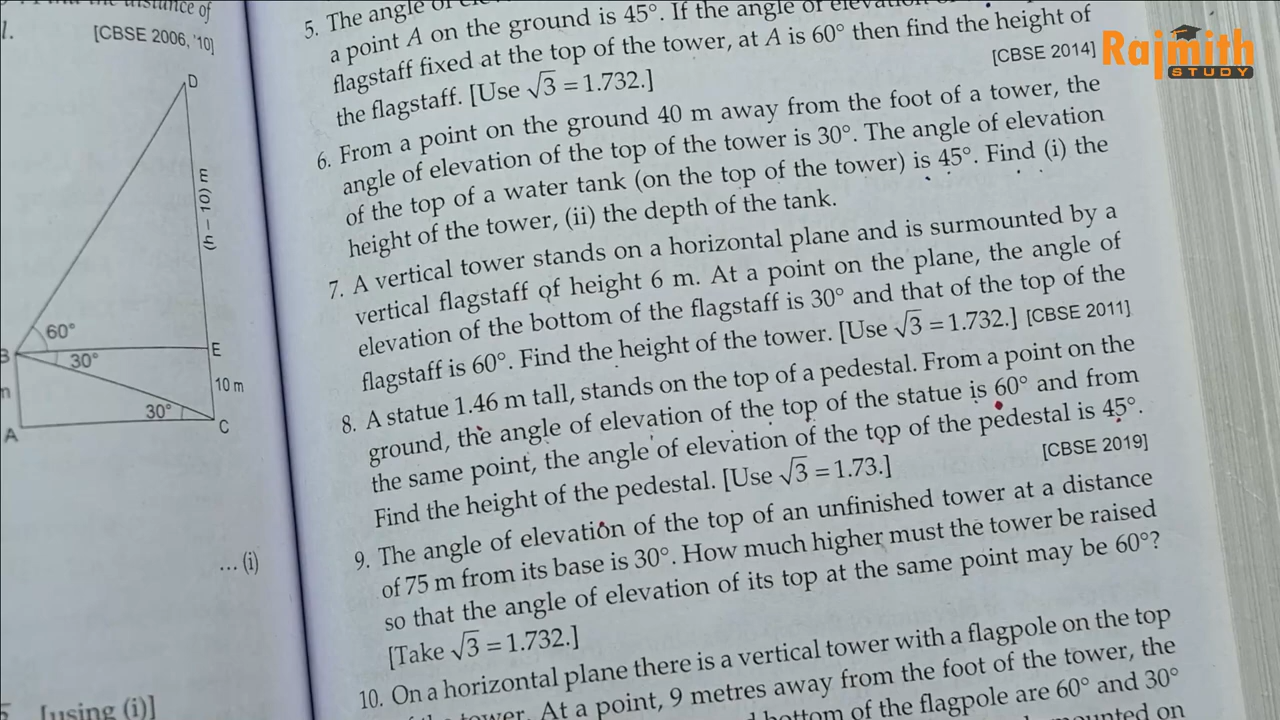 distance of
1.
[CBSE 2006, '10]
D
(h – 10) m
60°
B
E
30°
10 m
30°
A
C
... (i)
[using (i)]
5. The angle of
a point A on the ground is 45°. If the angle of
flagstaff fixed at the top of the tower, at A is 60° then find the height of
the flagstaff. [Use √3 = 1.732.]
[CBSE 2014]
6. From a point on the ground 40 m away from the foot of a tower, the
angle of elevation of the top of the tower is 30°. The angle of elevation
of the top of a water tank (on the top of the tower) is 45°. Find (i) the
height of the tower, (ii) the depth of the tank.
7. A vertical tower stands on a horizontal plane and is surmounted by a
vertical flagstaff of height 6 m. At a point on the plane, the angle of
elevation of the bottom of the flagstaff is 30° and that of the top of the
flagstaff is 60°. Find the height of the tower. [Use √3 = 1.732.] [CBSE 2011]
8. A statue 1.46 m tall, stands on the top of a pedestal. From a point on the
ground, the angle of elevation of the top of the statue is 60° and from
the same point, the angle of elevation of the top of the pedestal is 45°.
Find the height of the pedestal. [Use √3 = 1.73.]
[CBSE 2019]
9. The angle of elevation of the top of an unfinished tower at a distance
of 75 m from its base is 30°. How much higher must the tower be raised
so that the angle of elevation of its top at the same point may be 60°?
[Take √3 = 1.732.]
10. On a horizontal plane there is a vertical tower with a flagpole on the top
tower. At a point, 9 metres away from the foot of the tower, the
bottom of the flagpole are 60° and 30°
mounted on
Rajmith
STUDY